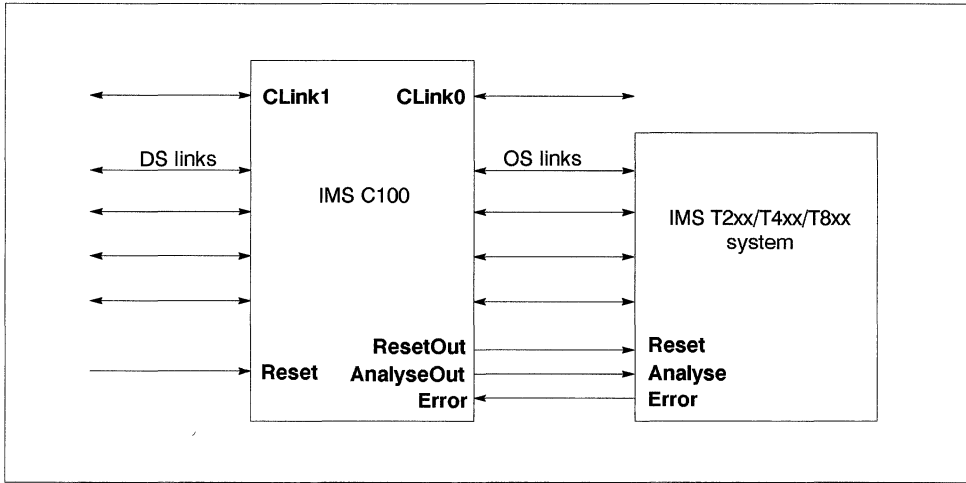 CLink1 CLink0
DS links OS links
IMS C100
IMS T2xx/T4xx/T8xx
system
ResetOut Reset
Reset AnalyseOut Analyse
Error Error